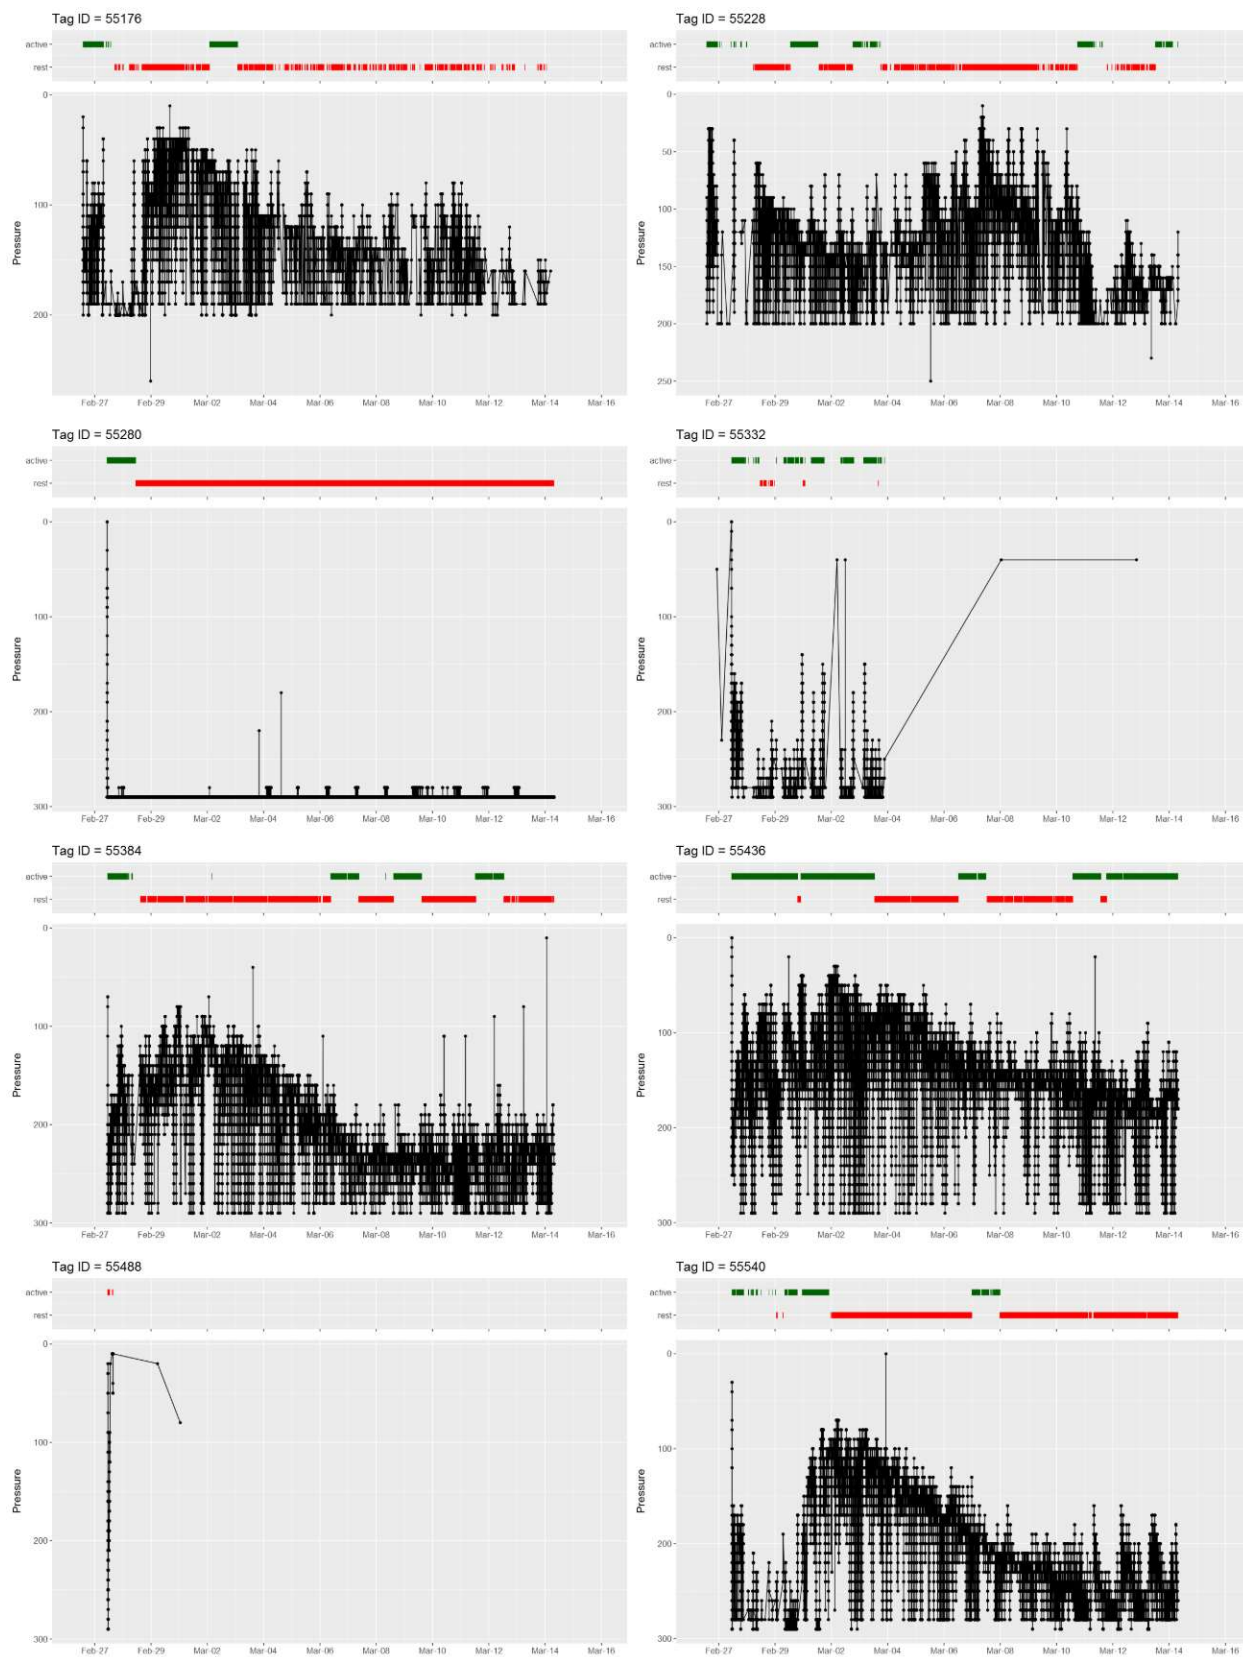 Tag ID = 55176
active
rest
0
100
200
Pressure
Feb-27 Feb-29 Mar-02 Mar-04 Mar-06 Mar-08 Mar-10 Mar-12 Mar-14 Mar-16
Tag ID = 55228
active
rest
0
50
100
150
200
250
Pressure
Feb-27 Feb-29 Mar-02 Mar-04 Mar-06 Mar-08 Mar-10 Mar-12 Mar-14 Mar-16
Tag ID = 55280
active
rest
0
100
200
300
Pressure
Feb-27 Feb-29 Mar-02 Mar-04 Mar-06 Mar-08 Mar-10 Mar-12 Mar-14 Mar-16
Tag ID = 55332
active
rest
0
100
200
300
Pressure
Feb-27 Feb-29 Mar-02 Mar-04 Mar-06 Mar-08 Mar-10 Mar-12 Mar-14 Mar-16
Tag ID = 55384
active
rest
0
100
200
300
Pressure
Feb-27 Feb-29 Mar-02 Mar-04 Mar-06 Mar-08 Mar-10 Mar-12 Mar-14 Mar-16
Tag ID = 55436
active
rest
0
100
200
300
Pressure
Feb-27 Feb-29 Mar-02 Mar-04 Mar-06 Mar-08 Mar-10 Mar-12 Mar-14 Mar-16
Tag ID = 55488
active
rest
0
100
200
300
Pressure
Feb-27 Feb-29 Mar-02 Mar-04 Mar-06 Mar-08 Mar-10 Mar-12 Mar-14 Mar-16
Tag ID = 55540
active
rest
0
100
200
300
Pressure
Feb-27 Feb-29 Mar-02 Mar-04 Mar-06 Mar-08 Mar-10 Mar-12 Mar-14 Mar-16